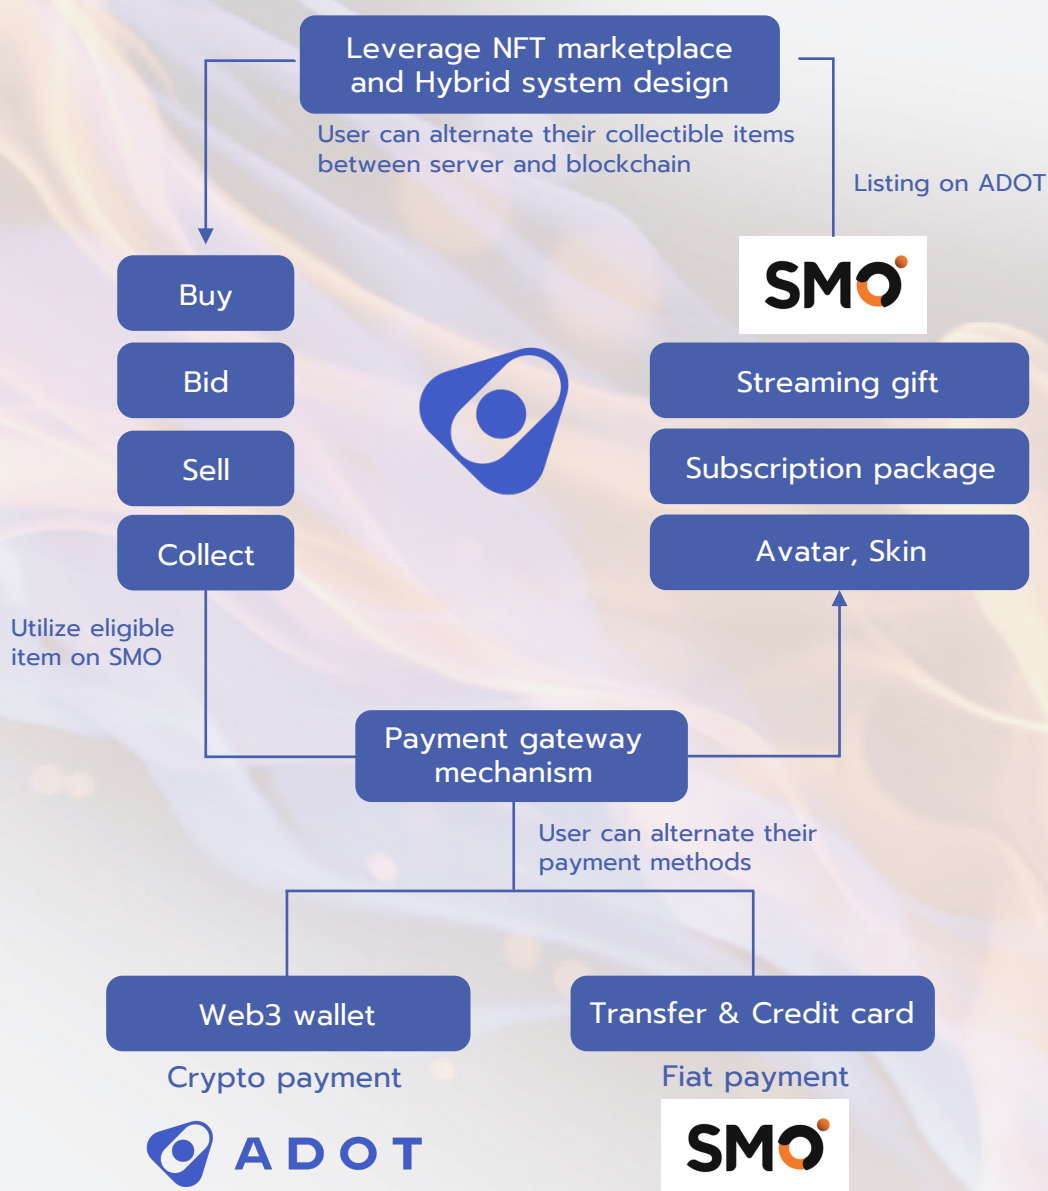 Leverage NFT marketplace
and Hybrid system design
User can alternate their collectible items
between server and blockchain
Listing on ADOT
SMO
Buy
Bid
Sell
Collect
Streaming gift
Subscription package
Avatar, Skin
Utilize eligible
item on SMO
Payment gateway
mechanism
User can alternate their
payment methods
Web3 wallet
Transfer & Credit card
Crypto payment
Fiat payment
ADOT
SMO